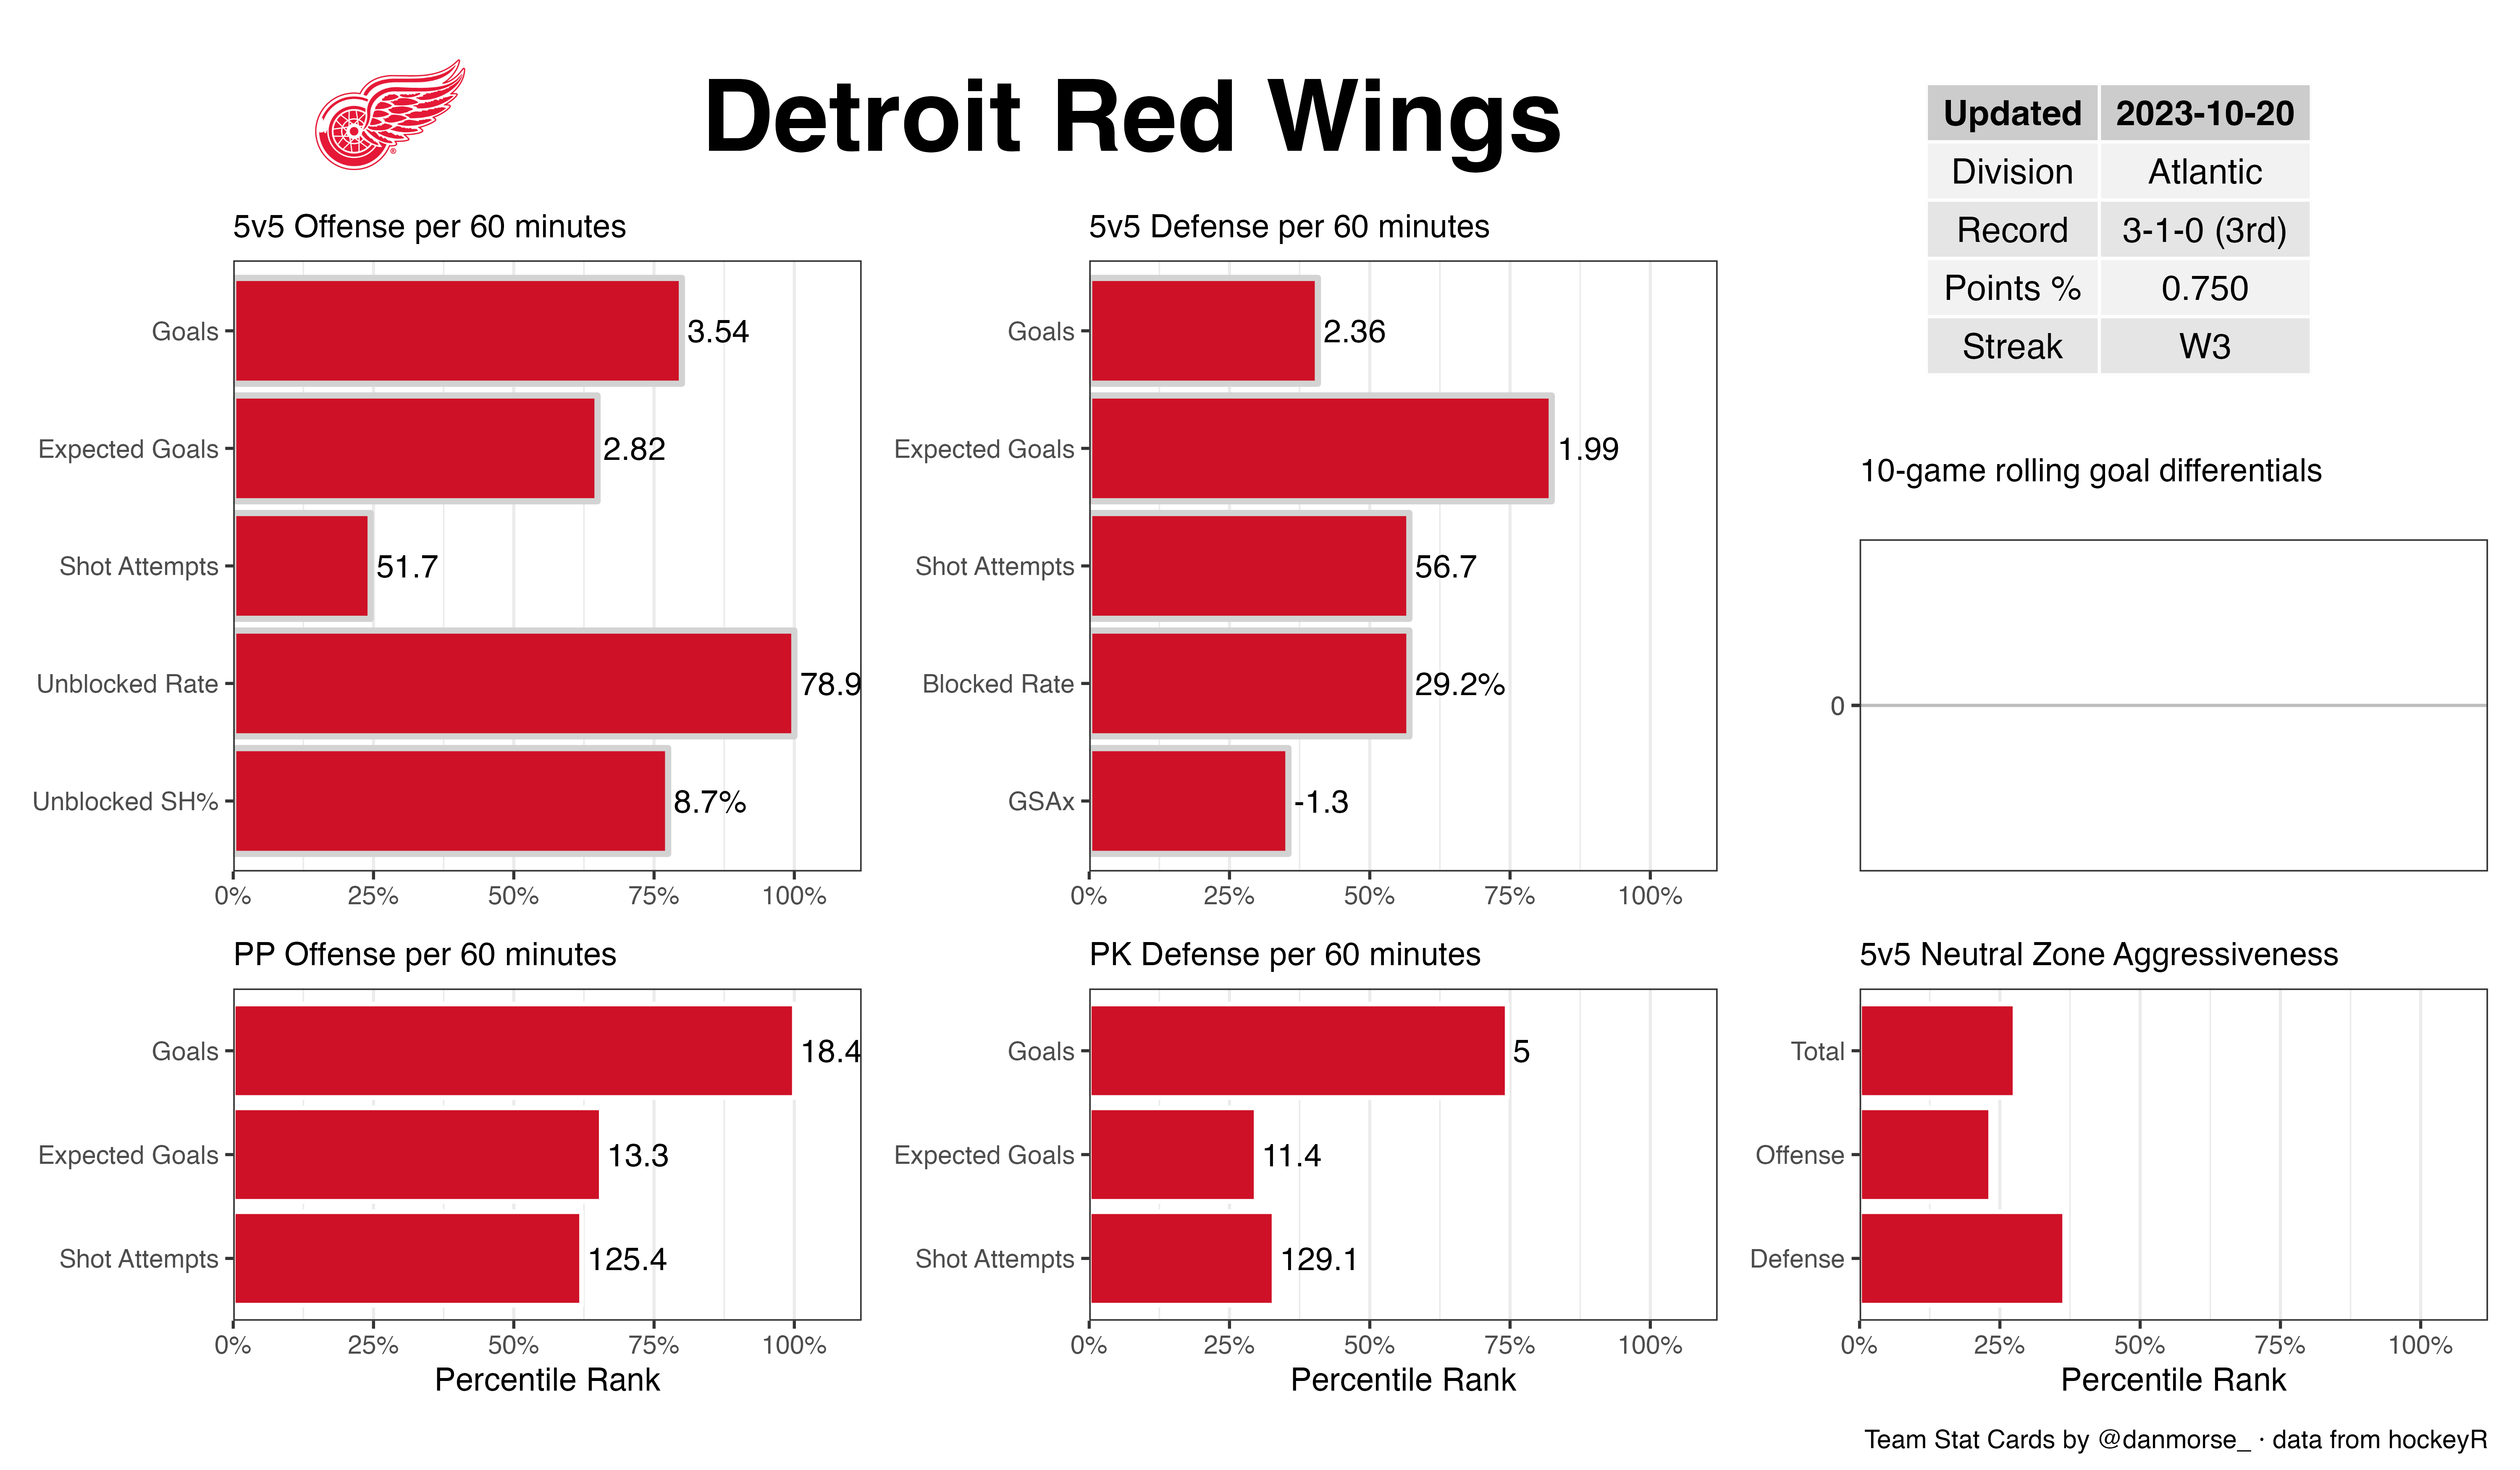 Detroit Red Wings
Updated 2023-10-20
Division Atlantic
Record 3-1-0 (3rd)
Points % 0.750
Streak W3
5v5 Offense per 60 minutes
Goals 3.54
Expected Goals 2.82
Shot Attempts 51.7
Unblocked Rate 78.9
Unblocked SH% 8.7%
0% 25% 50% 75% 100%
5v5 Defense per 60 minutes
Goals 2.36
Expected Goals 1.99
Shot Attempts 56.7
Blocked Rate 29.2%
GSAx -1.3
0% 25% 50% 75% 100%
10-game rolling goal differentials
0
PP Offense per 60 minutes
Goals 18.4
Expected Goals 13.3
Shot Attempts 125.4
0% 25% 50% 75% 100%
Percentile Rank
PK Defense per 60 minutes
Goals 5
Expected Goals 11.4
Shot Attempts 129.1
0% 25% 50% 75% 100%
Percentile Rank
5v5 Neutral Zone Aggressiveness
Total
Offense
Defense
0% 25% 50% 75% 100%
Percentile Rank
Team Stat Cards by @danmorse_ · data from hockeyR